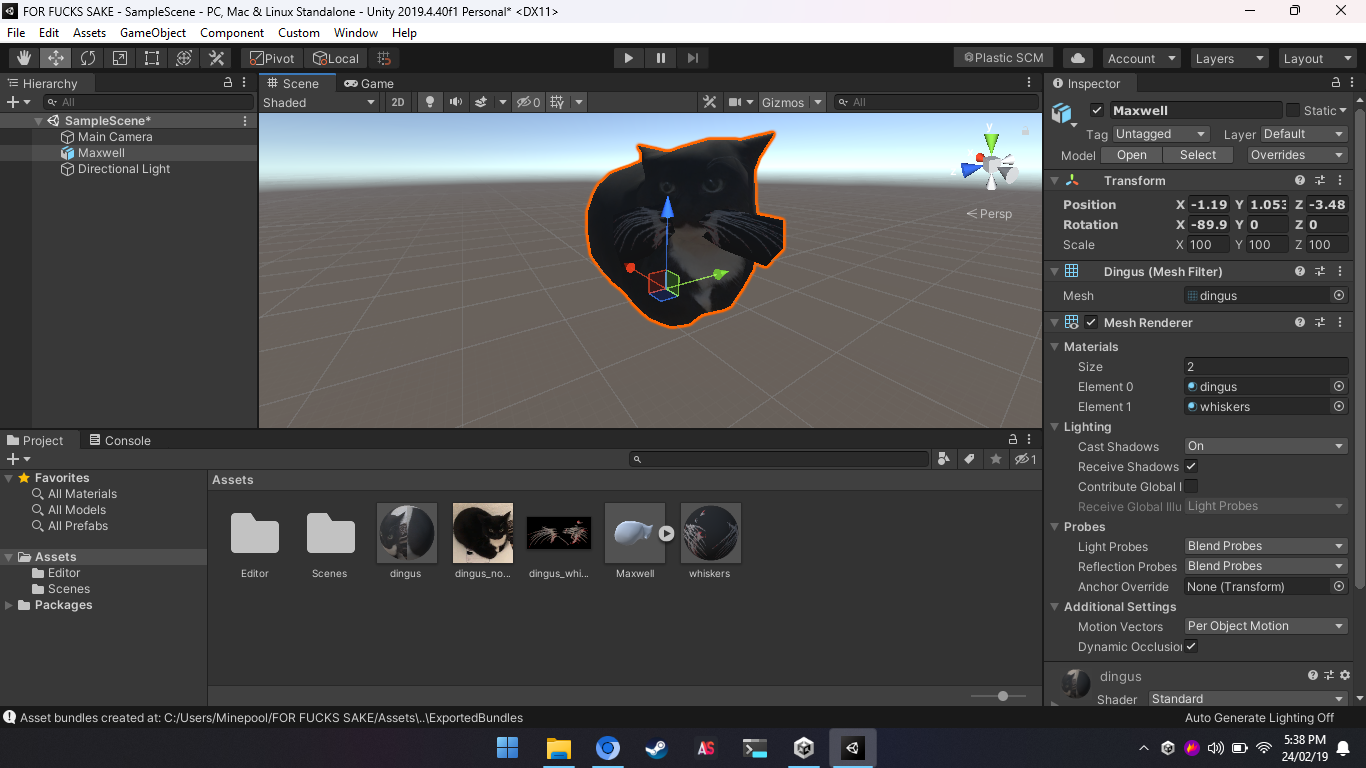 FOR FUCKS SAKE - SampleScene - PC, Mac & Linux Standalone - Unity 2019.4.40f1 Personal* <DX11>
File Edit Assets GameObject Component Custom Window Help
Pivot Local Plastic SCM Account Layers Layout
Hierarchy
All
SampleScene*
Main Camera
Maxwell
Directional Light
Scene Game
Shaded 2D 0 Gizmos All
y
Persp
Inspector
Maxwell Static
Tag Untagged Layer Default
Model Open Select Overrides
Transform
Position X -1.19 Y 1.053 Z -3.48
Rotation X -89.9 Y 0 Z 0
Scale X 100 Y 100 Z 100
Dingus (Mesh Filter)
Mesh dingus
Mesh Renderer
Materials
Size 2
Element 0 dingus
Element 1 whiskers
Lighting
Cast Shadows On
Receive Shadows
Contribute Global I
Receive Global Illu Light Probes
Probes
Light Probes Blend Probes
Reflection Probes Blend Probes
Anchor Override None (Transform)
Additional Settings
Motion Vectors Per Object Motion
Dynamic Occlusion
dingus
Shader Standard
Project Console
1
Favorites
All Materials
All Models
All Prefabs
Assets
Editor
Scenes
Packages
Assets
Editor Scenes dingus dingus_no... dingus_whi... Maxwell whiskers
Asset bundles created at: C:/Users/Minepool/FOR FUCKS SAKE/Assets\..\ExportedBundles
Auto Generate Lighting Off
AS
5:38 PM
24/02/19